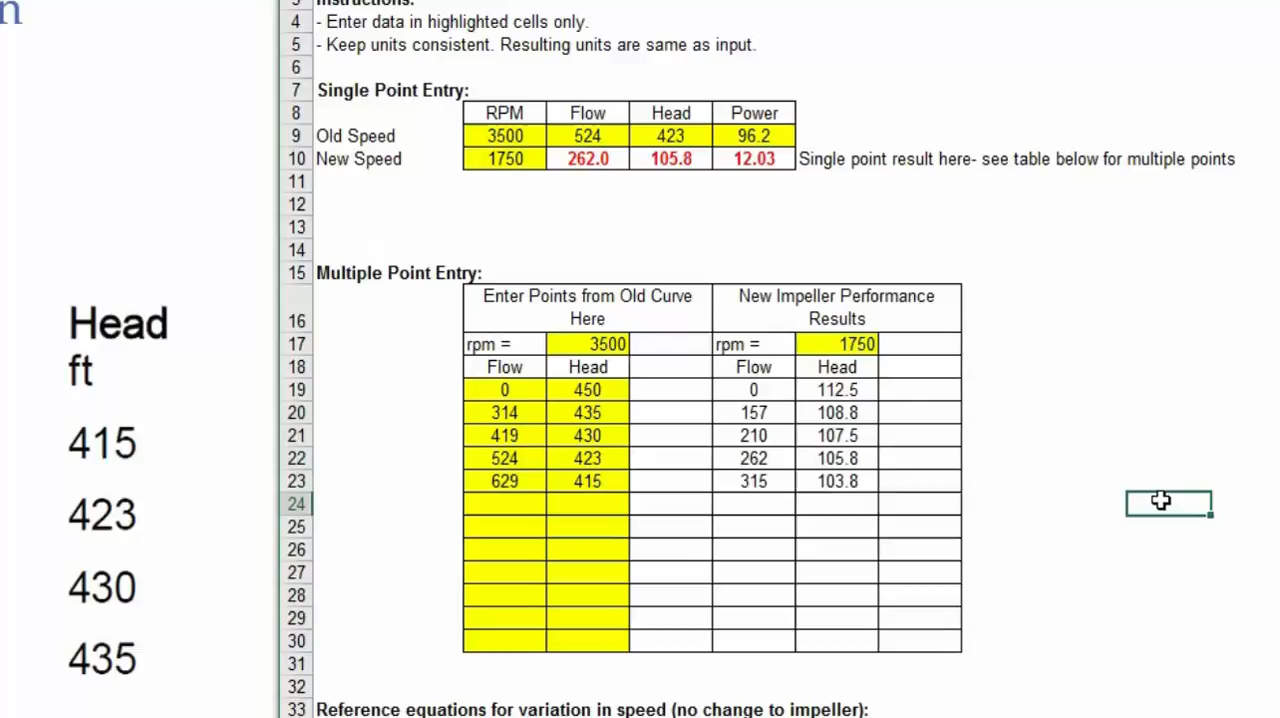 n
Head
ft
415
423
430
435
3 Instructions:
4 - Enter data in highlighted cells only.
5 - Keep units consistent. Resulting units are same as input.
6
7 Single Point Entry:
8 RPM Flow Head Power
9 Old Speed 3500 524 423 96.2
10 New Speed 1750 262.0 105.8 12.03 Single point result here- see table below for multiple points
11
12
13
14
15 Multiple Point Entry:
Enter Points from Old Curve New Impeller Performance
16 Here Results
17 rpm = 3500 rpm = 1750
18 Flow Head Flow Head
19 0 450 0 112.5
20 314 435 157 108.8
21 419 430 210 107.5
22 524 423 262 105.8
23 629 415 315 103.8
24
25
26
27
28
29
30
31
32
33 Reference equations for variation in speed (no change to impeller):